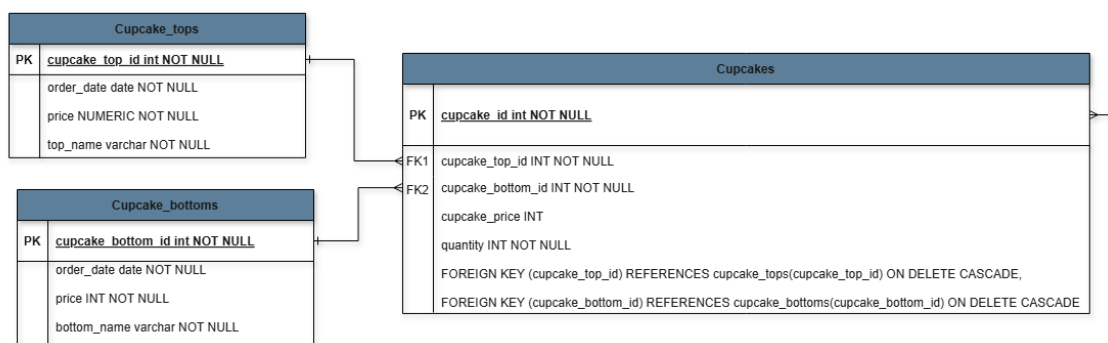 Cupcake_tops
PK cupcake_top_id int NOT NULL
order_date date NOT NULL
price NUMERIC NOT NULL
top_name varchar NOT NULL
Cupcake_bottoms
PK cupcake_bottom_id int NOT NULL
order_date date NOT NULL
price INT NOT NULL
bottom_name varchar NOT NULL
Cupcakes
PK cupcake_id int NOT NULL
FK1 cupcake_top_id INT NOT NULL
FK2 cupcake_bottom_id INT NOT NULL
cupcake_price INT
quantity INT NOT NULL
FOREIGN KEY (cupcake_top_id) REFERENCES cupcake_tops(cupcake_top_id) ON DELETE CASCADE,
FOREIGN KEY (cupcake_bottom_id) REFERENCES cupcake_bottoms(cupcake_bottom_id) ON DELETE CASCADE